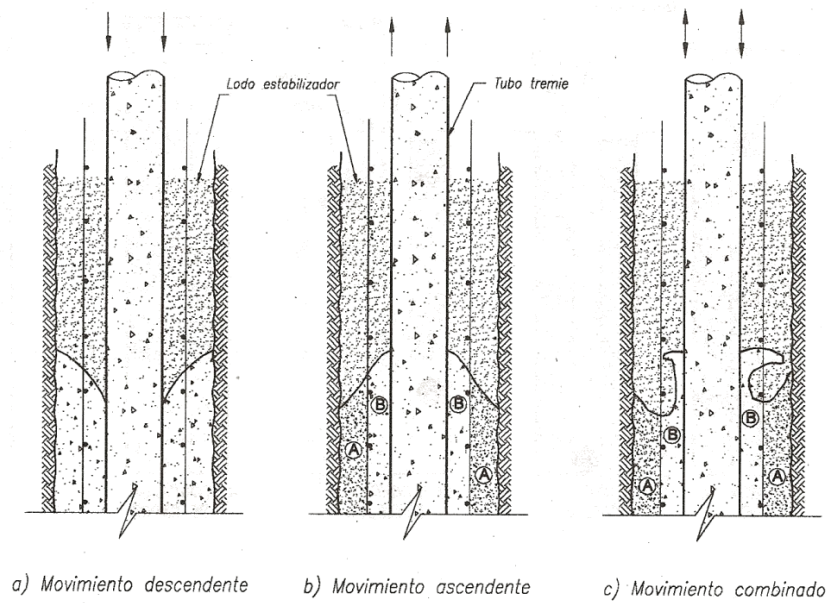 Lodo estabilizador
Tubo tremie
B
B
A
A
B
B
A
A
a) Movimiento descendente
b) Movimiento ascendente
c) Movimiento combinado